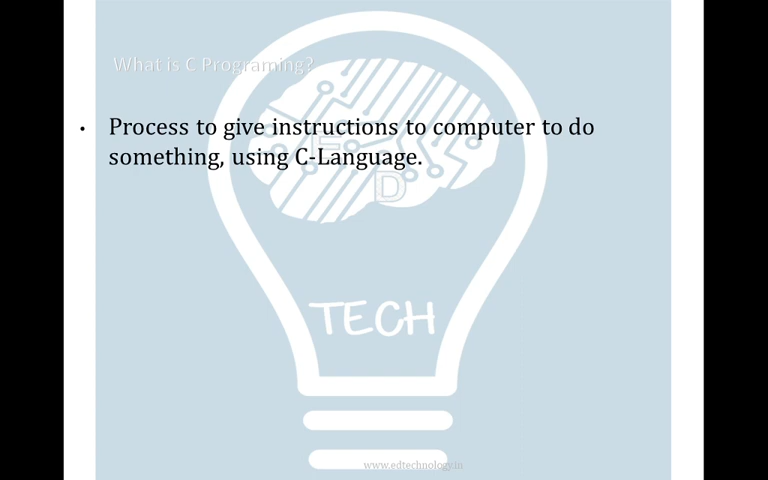 What is C Programing?
• Process to give instructions to computer to do
something, using C-Language.
E
D
TECH
www.edtechnology.in